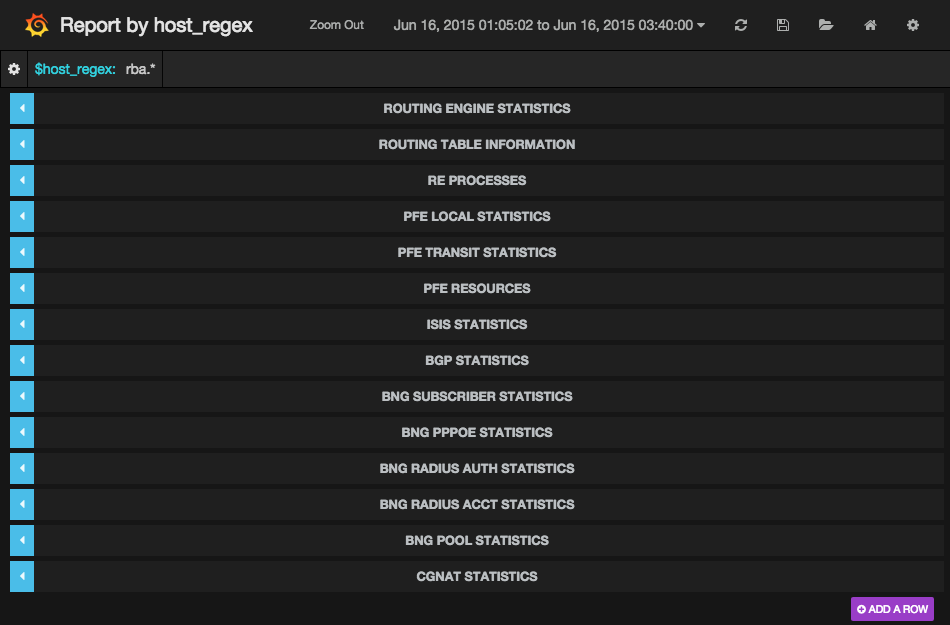 Report by host_regex Zoom Out Jun 16, 2015 01:05:02 to Jun 16, 2015 03:40:00
$host_regex: rba.*
ROUTING ENGINE STATISTICS
ROUTING TABLE INFORMATION
RE PROCESSES
PFE LOCAL STATISTICS
PFE TRANSIT STATISTICS
PFE RESOURCES
ISIS STATISTICS
BGP STATISTICS
BNG SUBSCRIBER STATISTICS
BNG PPPOE STATISTICS
BNG RADIUS AUTH STATISTICS
BNG RADIUS ACCT STATISTICS
BNG POOL STATISTICS
CGNAT STATISTICS
ADD A ROW